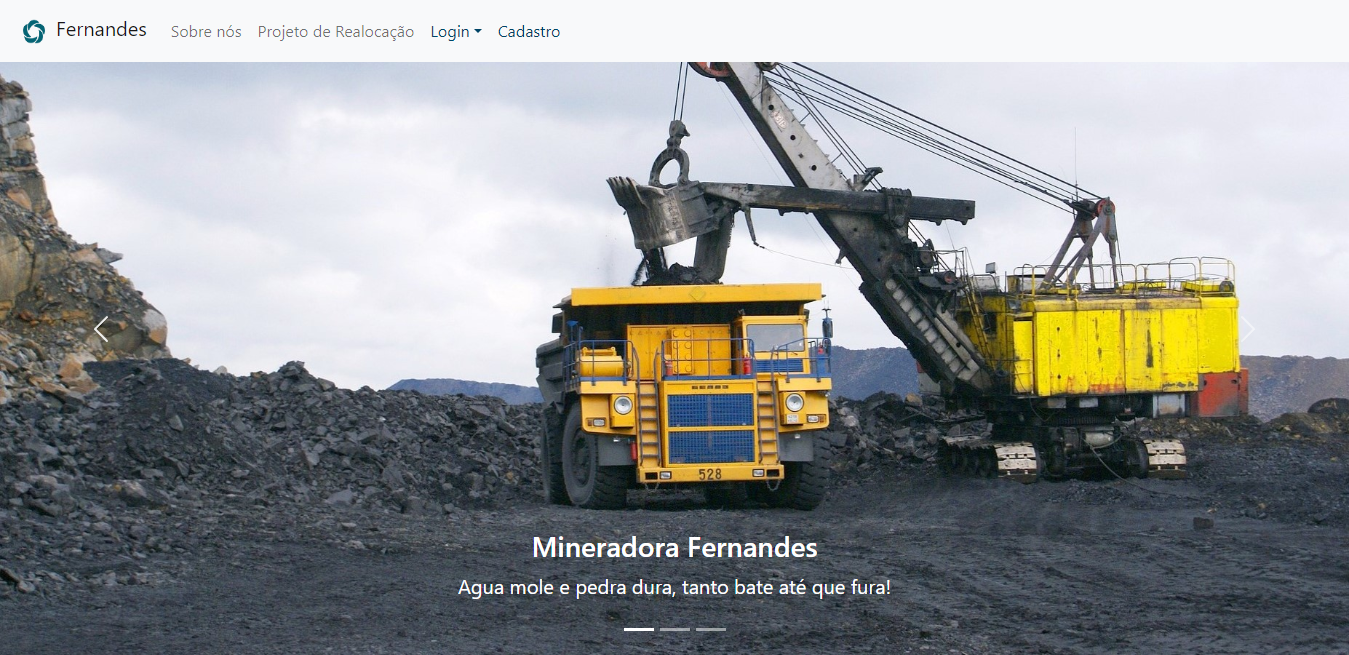 Fernandes
Sobre nós
Projeto de Realocação
Login
Cadastro
528
Mineradora Fernandes
Agua mole e pedra dura, tanto bate até que fura!